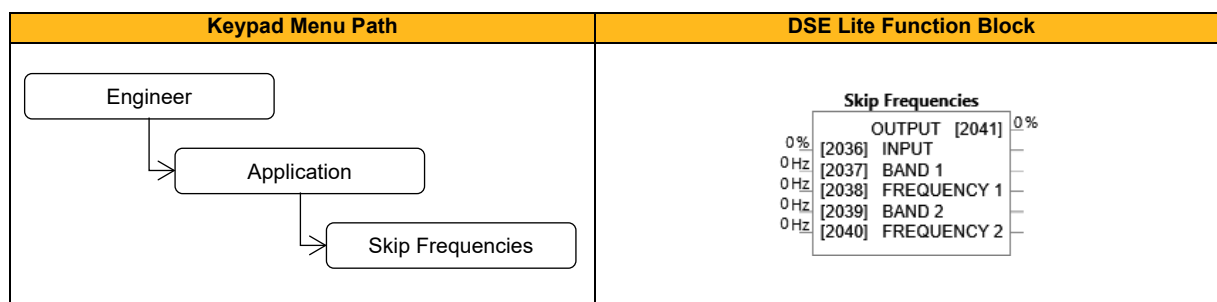 Keypad Menu Path
DSE Lite Function Block
Engineer
Application
Skip Frequencies
Skip Frequencies
OUTPUT [2041] 0%
0% [2036] INPUT
0 Hz [2037] BAND 1
0 Hz [2038] FREQUENCY 1
0 Hz [2039] BAND 2
0 Hz [2040] FREQUENCY 2